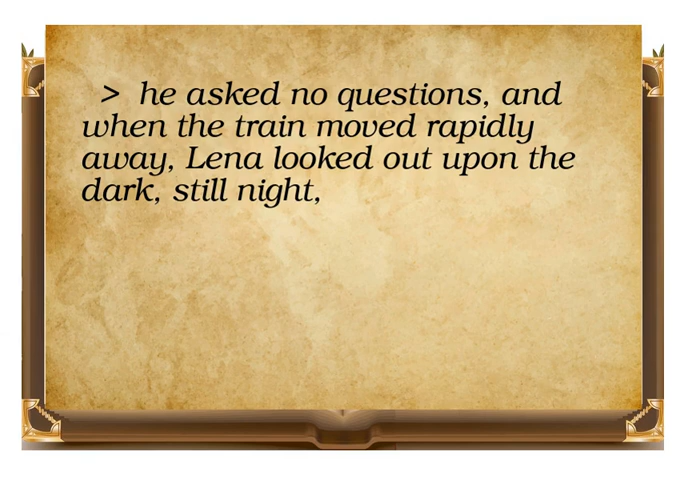 > he asked no questions, and
when the train moved rapidly
away, Lena looked out upon the
dark, still night,